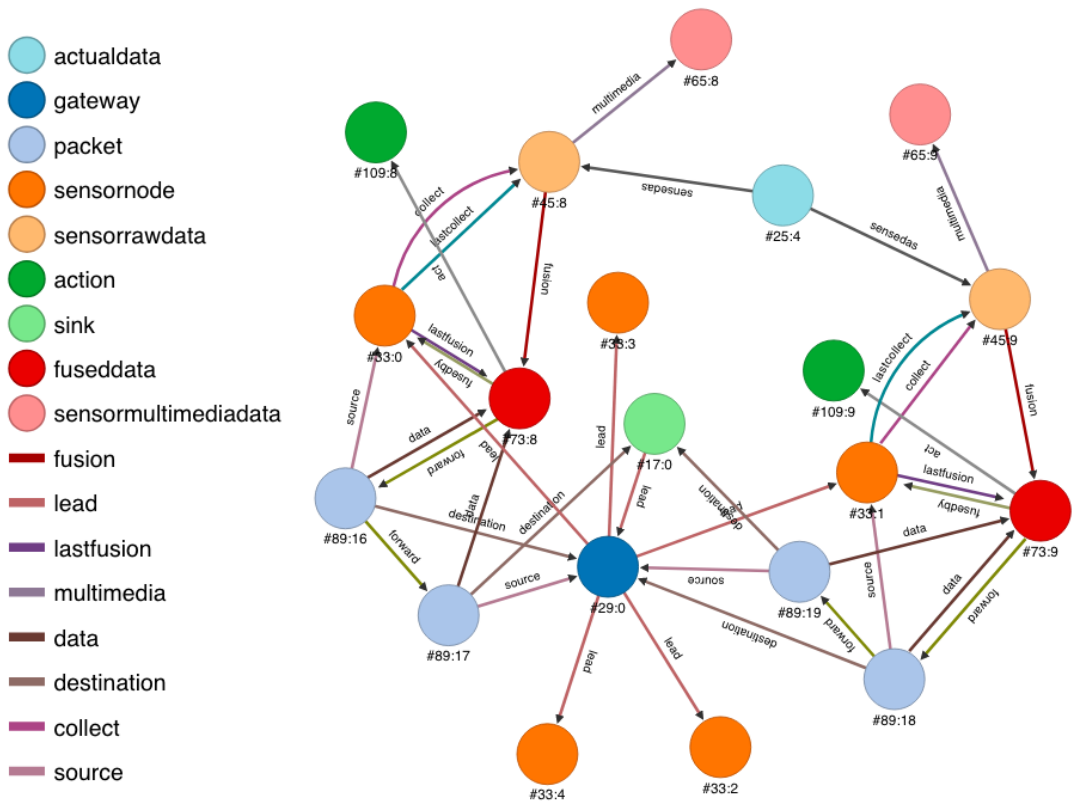 actualdata
gateway
packet
sensornode
sensorrawdata
action
sink
fuseddata
sensormultimediadata
fusion
lead
lastfusion
multimedia
data
destination
collect
source
#65:8
multimedia
#109:8
#65:9
collect
#45:8
sensedas
multimedia
lastcollect
#25:4
sensedas
act
fusion
lastfusion
#33:0
#33:3
#45:9
fusedby
lastcollect
collect
#109:9
source
data
#73:8
lead
fusion
forward
lead
#17:0
act
lastfusion
data
destination
lead
destination
#33:1
fusedby
destination
lead
#89:16
data
#73:9
forward
source
source
source
data
#29:0
#89:19
forward
#89:17
lead
lead
destination
forward
#89:18
#33:4
#33:2